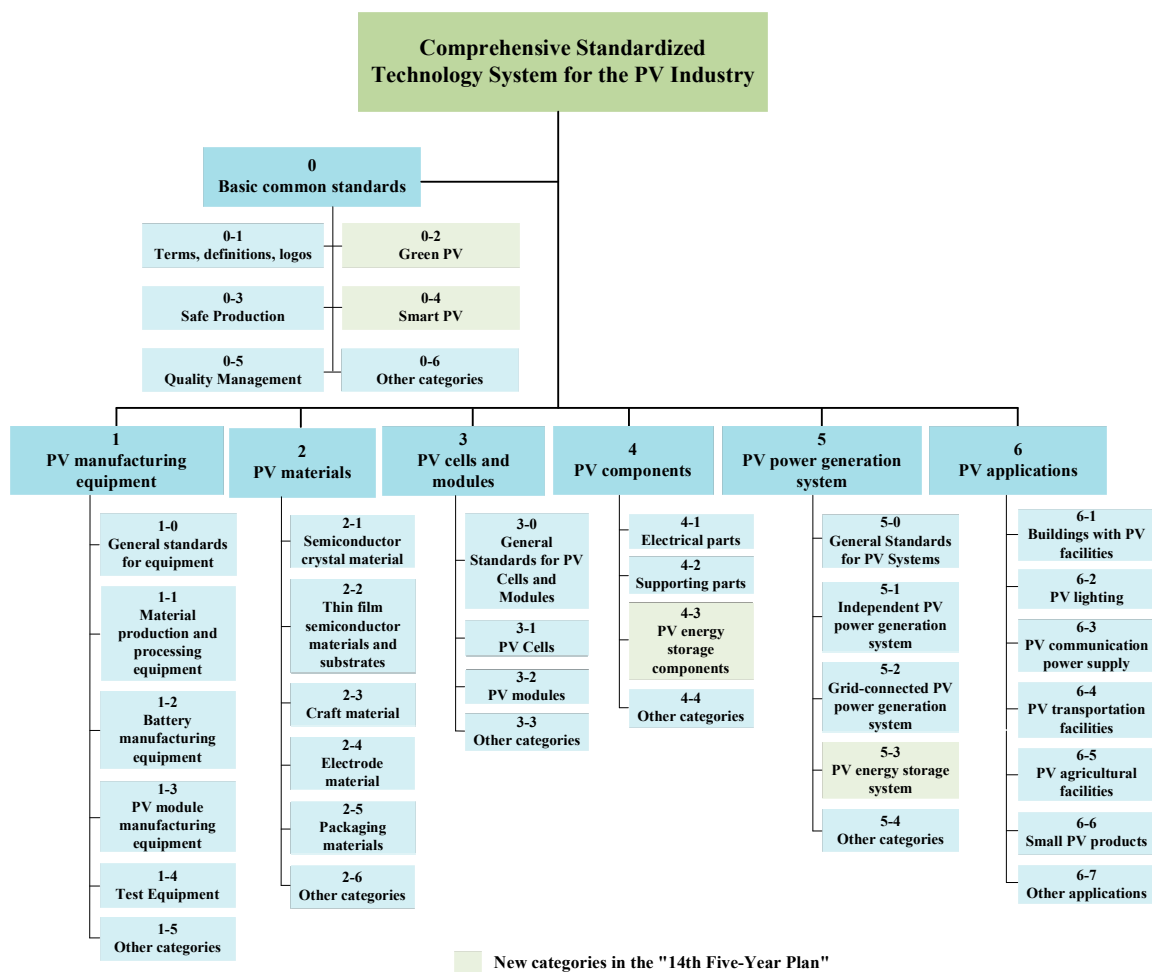 Comprehensive Standardized
Technology System for the PV Industry
0
Basic common standards
0-1
Terms, definitions, logos
0-2
Green PV
0-3
Safe Production
0-4
Smart PV
0-5
Quality Management
0-6
Other categories
1
PV manufacturing
equipment
2
PV materials
3
PV cells and
modules
4
PV components
5
PV power generation
system
6
PV applications
1-0
General standards
for equipment
1-1
Material
production and
processing
equipment
1-2
Battery
manufacturing
equipment
1-3
PV module
manufacturing
equipment
1-4
Test Equipment
1-5
Other categories
2-1
Semiconductor
crystal material
2-2
Thin film
semiconductor
materials and
substrates
2-3
Craft material
2-4
Electrode
material
2-5
Packaging
materials
2-6
Other categories
3-0
General
Standards for PV
Cells and
Modules
3-1
PV Cells
3-2
PV modules
3-3
Other categories
4-1
Electrical parts
4-2
Supporting parts
4-3
PV energy
storage
components
4-4
Other categories
5-0
General Standards
for PV Systems
5-1
Independent PV
power generation
system
5-2
Grid-connected PV
power generation
system
5-3
PV energy storage
system
5-4
Other categories
6-1
Buildings with PV
facilities
6-2
PV lighting
6-3
PV communication
power supply
6-4
PV transportation
facilities
6-5
PV agricultural
facilities
6-6
Small PV products
6-7
Other applications
New categories in the "14th Five-Year Plan"